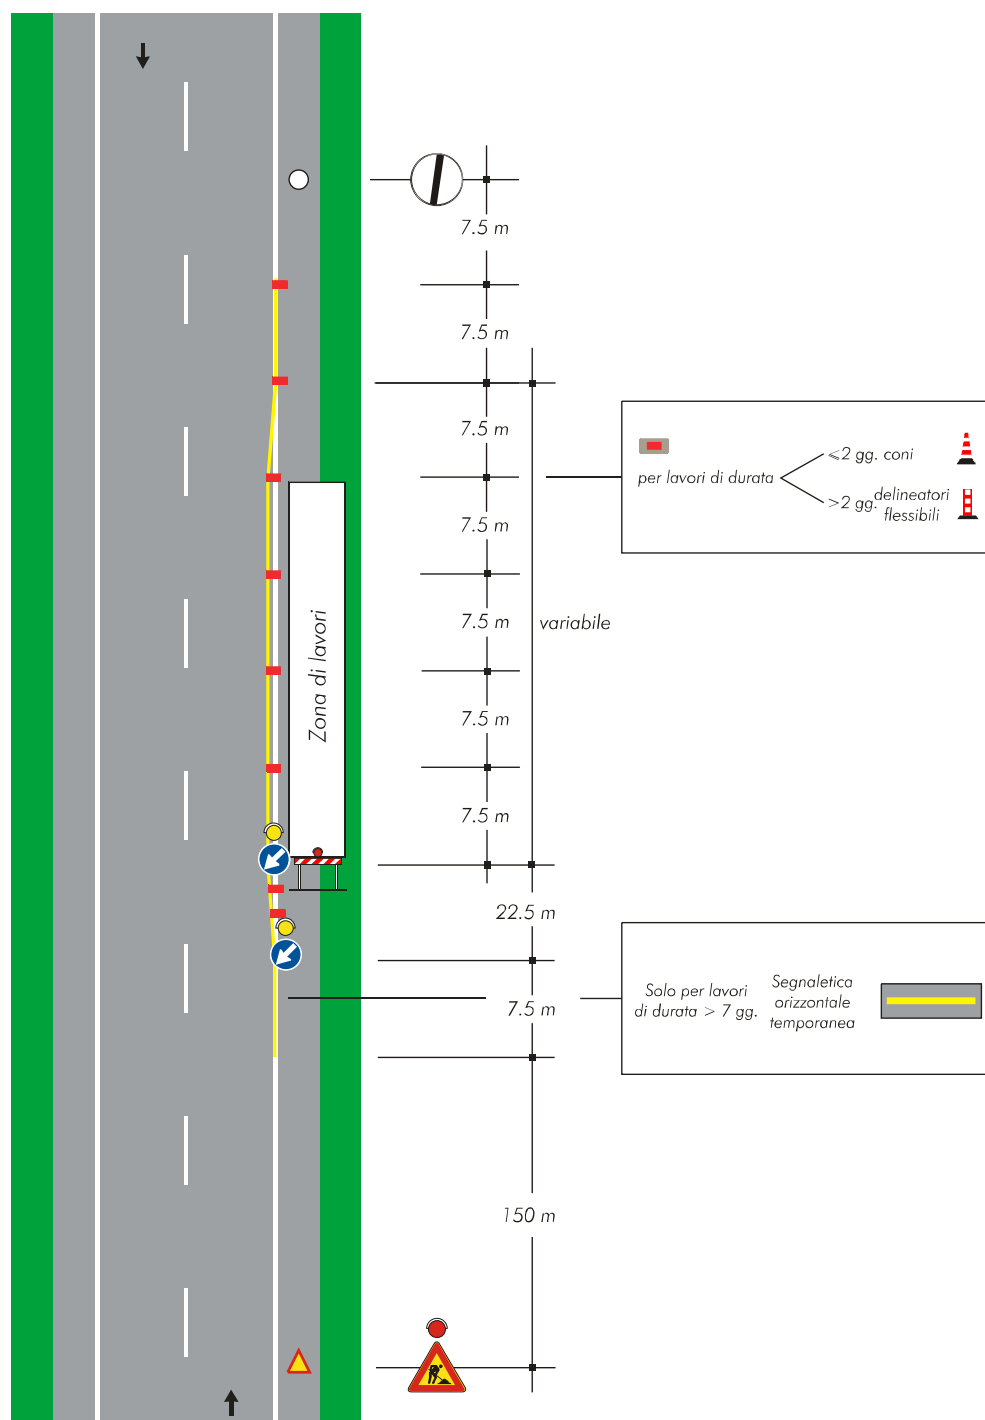 7.5 m
7.5 m
7.5 m
7.5 m
7.5 m
7.5 m
7.5 m
variabile
22.5 m
7.5 m
150 m
Zona di lavori
per lavori di durata
⩽2 gg. coni
>2 gg. delineatori
flessibili
Solo per lavori
di durata > 7 gg.
Segnaletica
orizzontale
temporanea